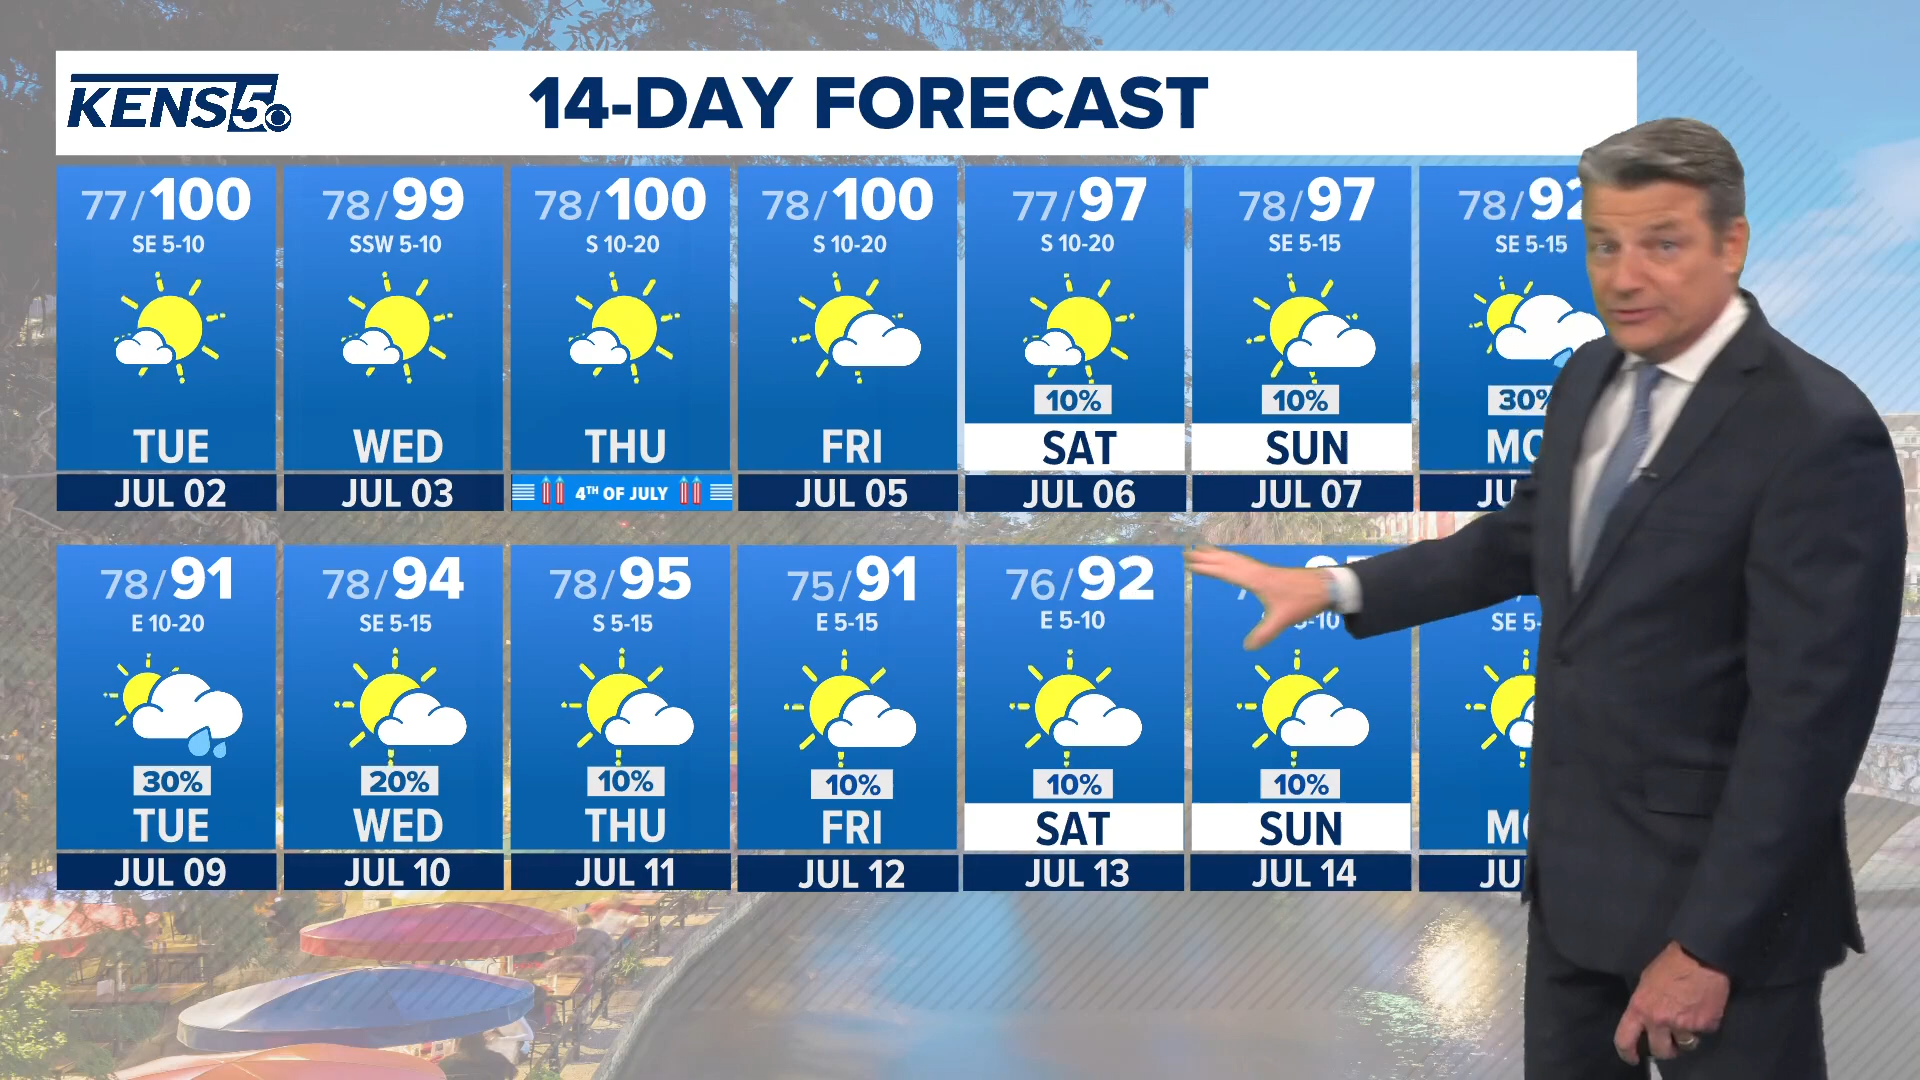 KENS 5
14-DAY FORECAST
77/100 78/99 78/100 78/100 77/97 78/97 78/92
SE 5-10 SSW 5-10 S 10-20 S 10-20 S 10-20 SE 5-15 SE 5-15
10% 10% 30%
TUE WED THU FRI SAT SUN
JUL 02 JUL 03 4TH OF JULY JUL 05 JUL 06 JUL 07
78/91 78/94 78/95 75/91 76/92
E 10-20 SE 5-15 S 5-15 E 5-15 E 5-10 SE
30% 20% 10% 10% 10% 10%
TUE WED THU FRI SAT SUN
JUL 09 JUL 10 JUL 11 JUL 12 JUL 13 JUL 14